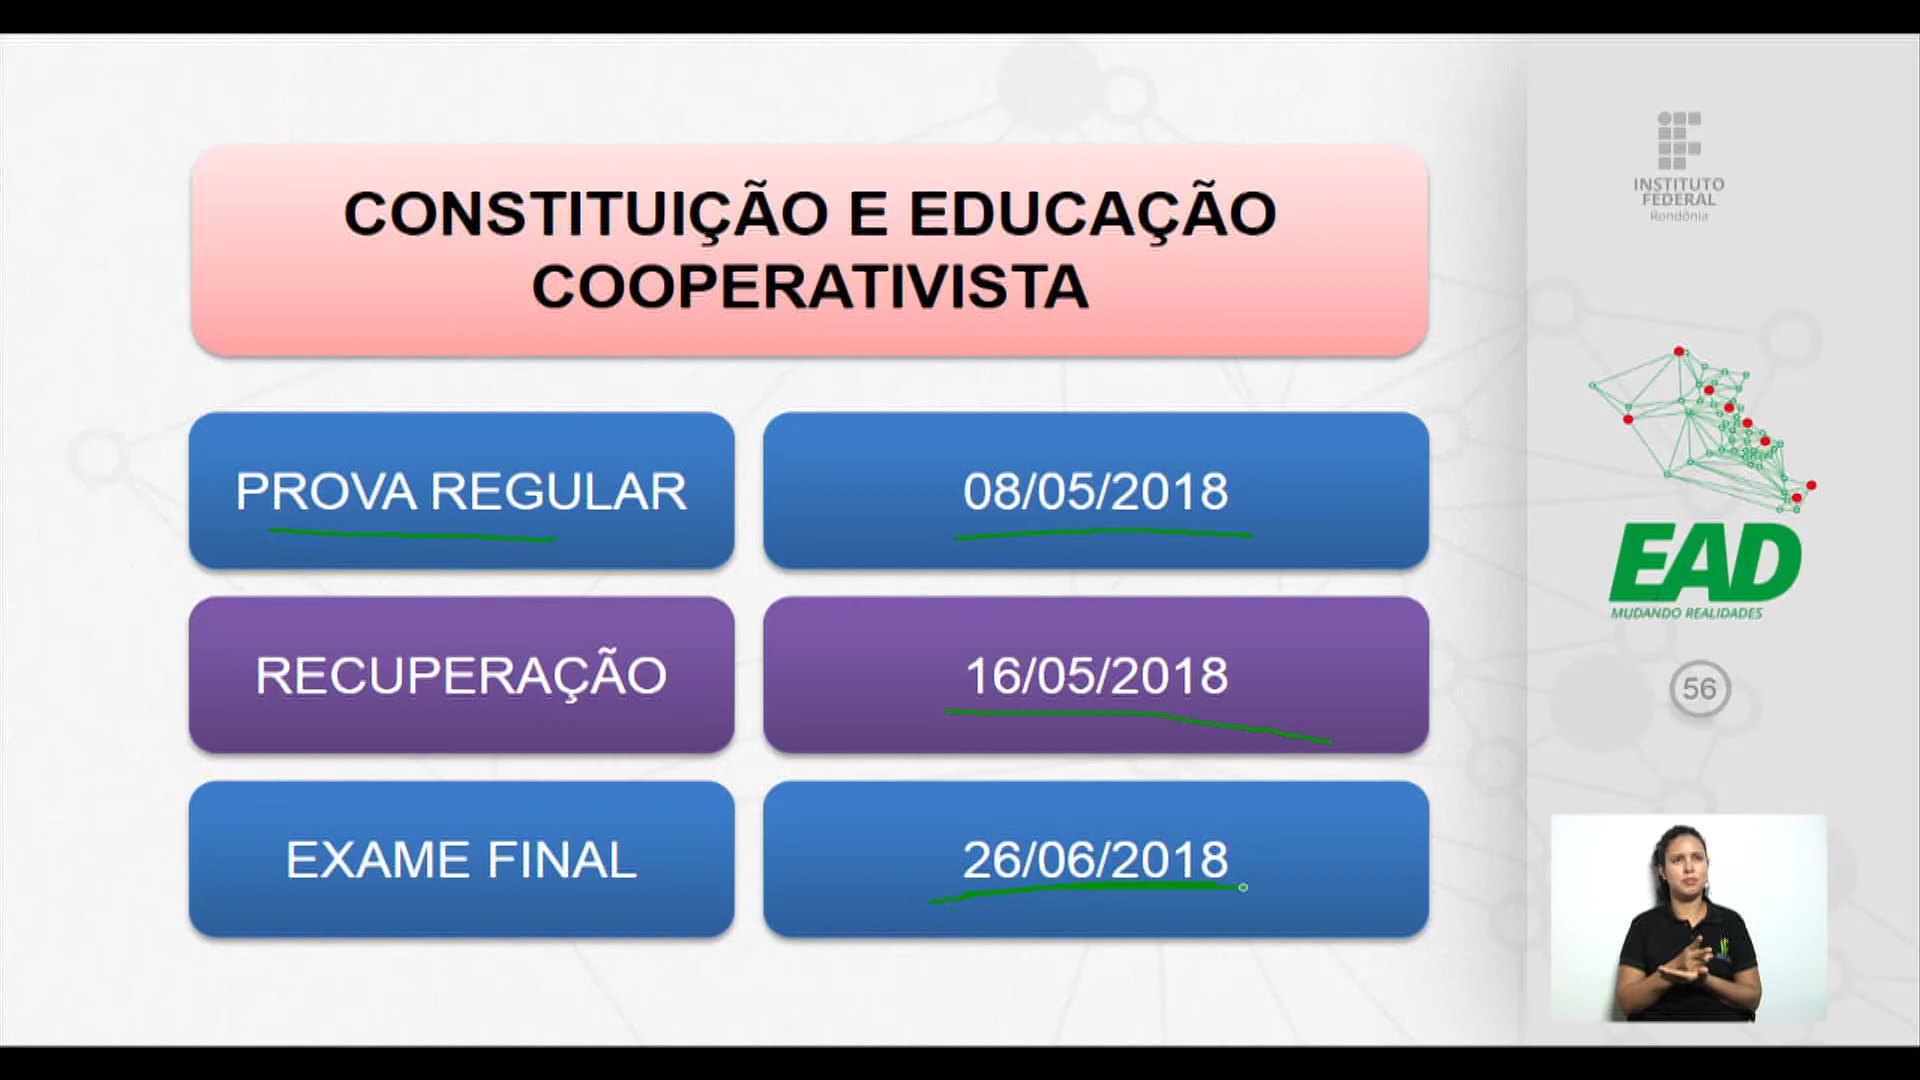 CONSTITUIÇÃO E EDUCAÇÃO
COOPERATIVISTA
PROVA REGULAR
08/05/2018
RECUPERAÇÃO
16/05/2018
EXAME FINAL
26/06/2018
INSTITUTO
FEDERAL
Rondônia
EAD
MUDANDO REALIDADES
56